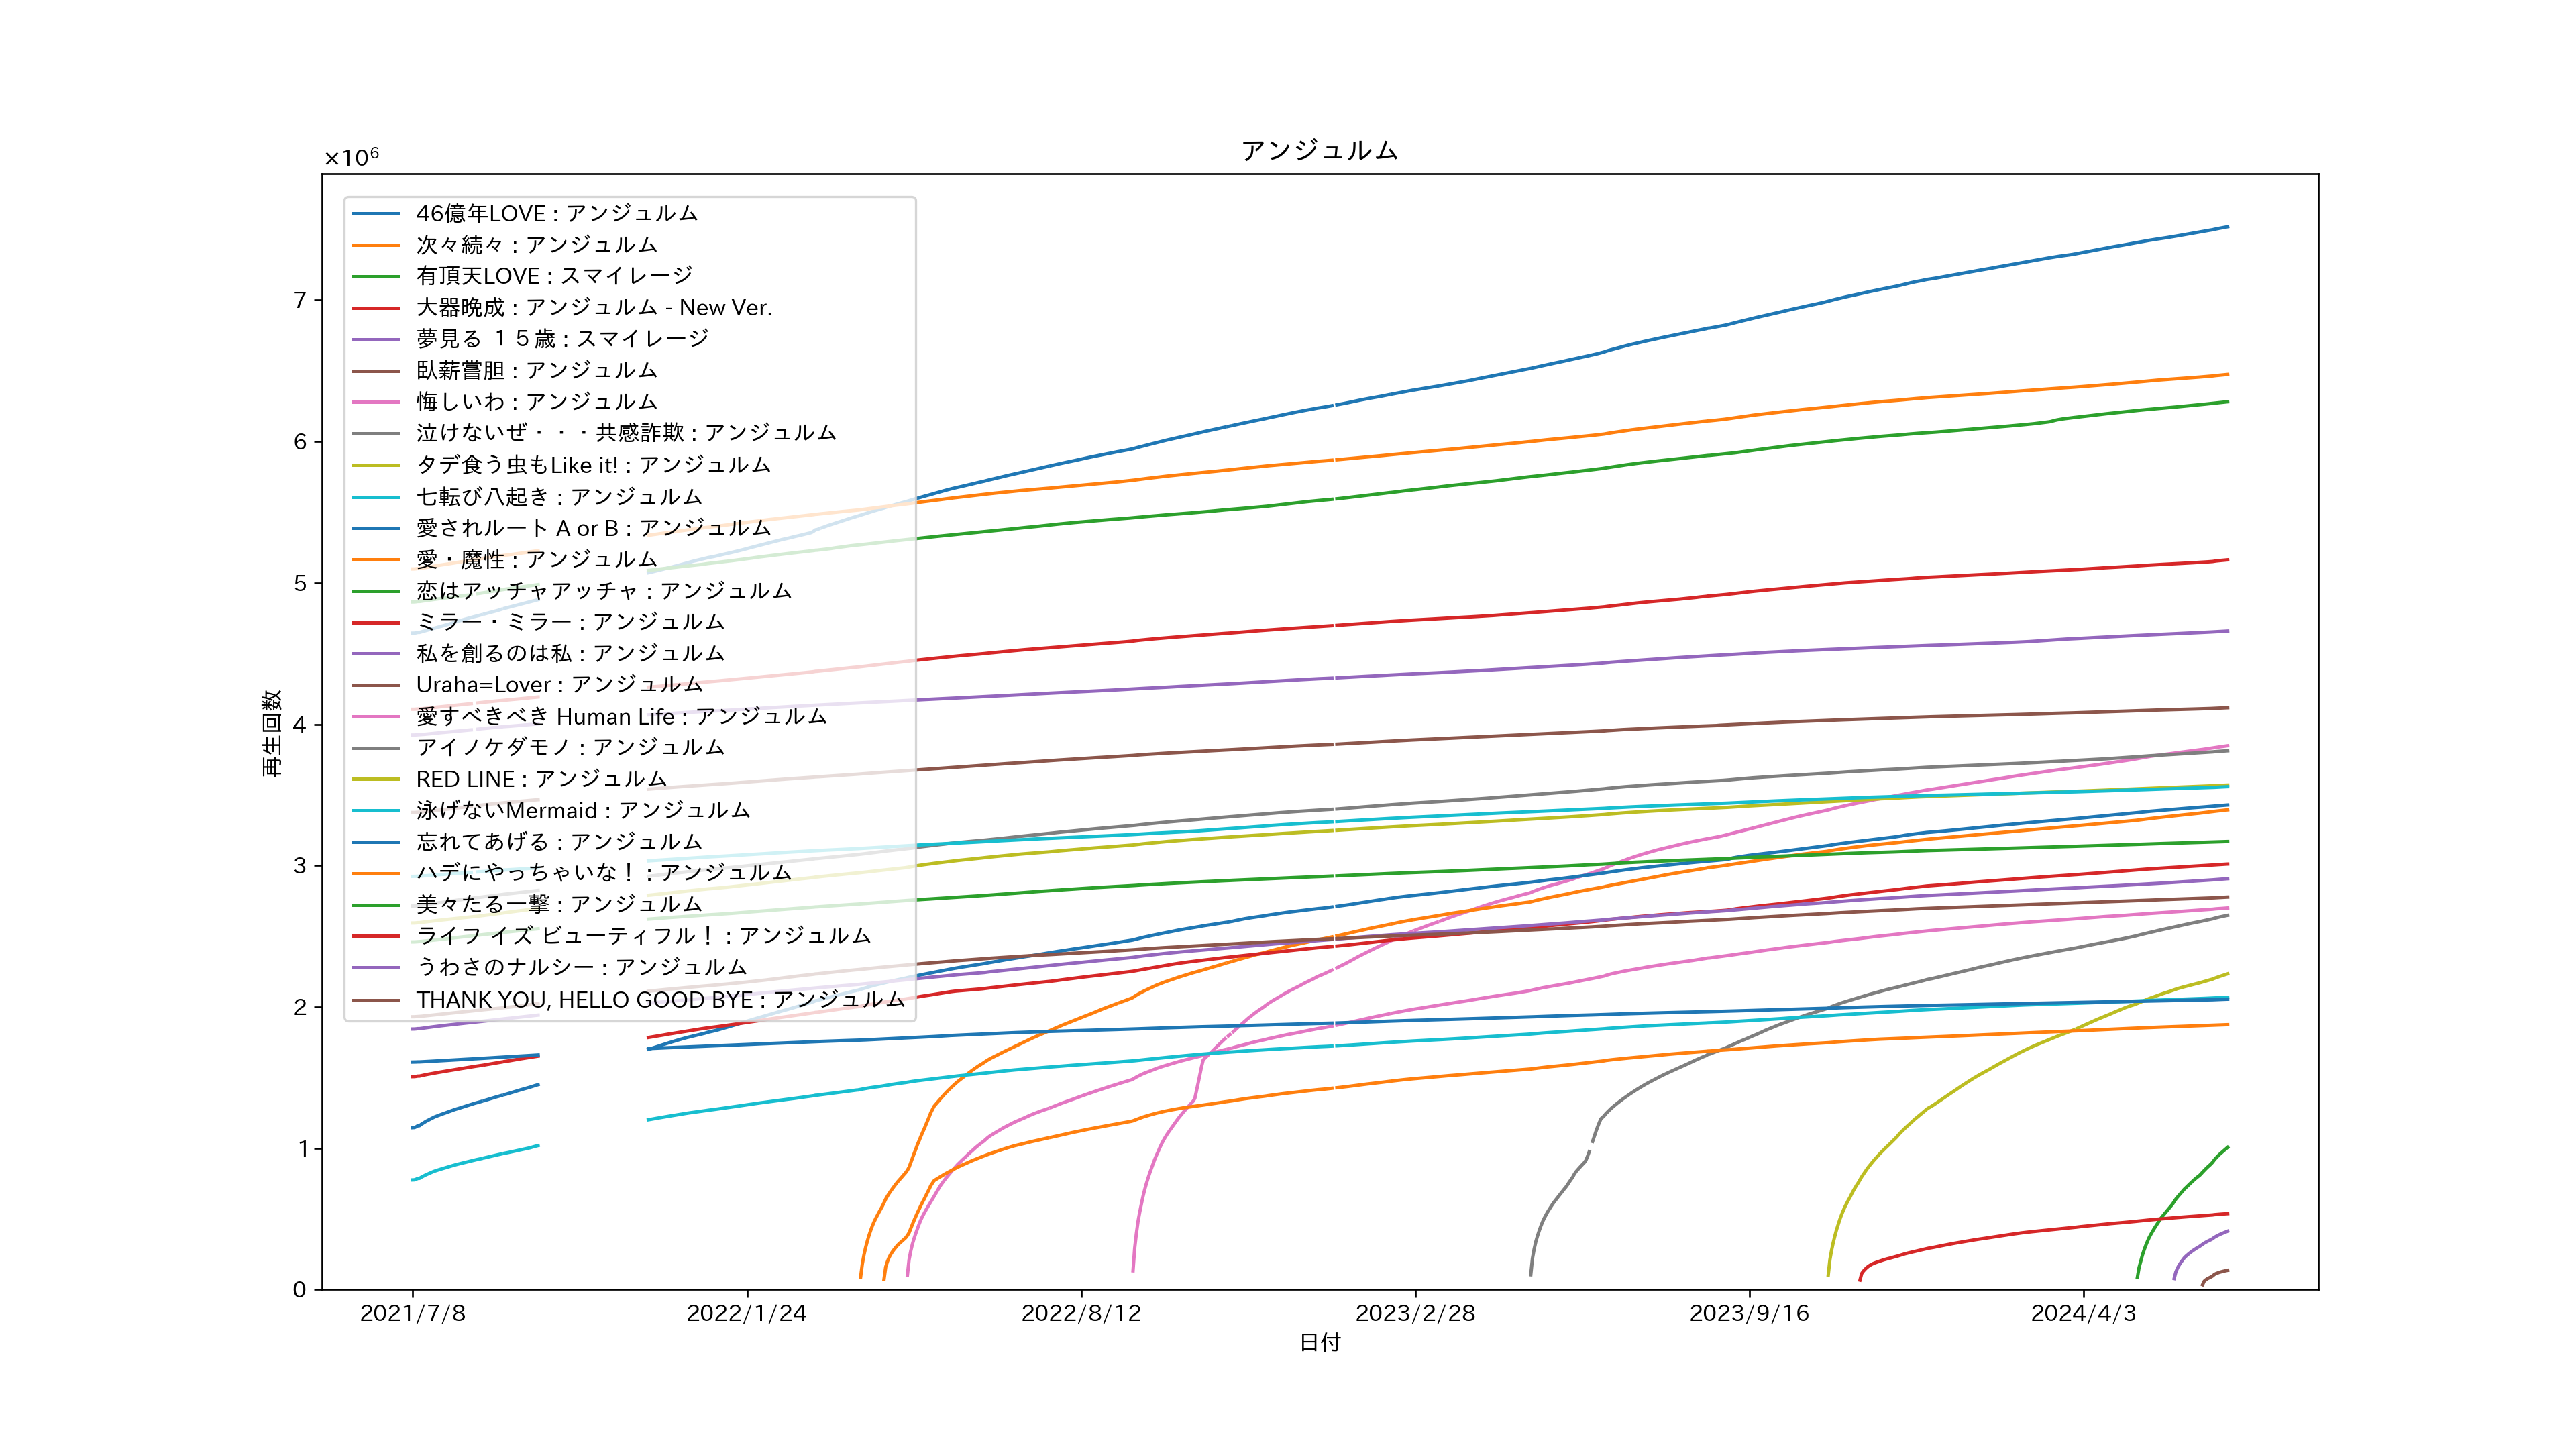 アンジュルム
×10⁶
46億年LOVE : アンジュルム
次々続々 : アンジュルム
有頂天LOVE : スマイレージ
大器晩成 : アンジュルム - New Ver.
夢見る １５歳 : スマイレージ
臥薪嘗胆 : アンジュルム
悔しいわ : アンジュルム
泣けないぜ・・・共感詐欺 : アンジュルム
タデ食う虫もLike it! : アンジュルム
七転び八起き : アンジュルム
愛されルート A or B : アンジュルム
愛・魔性 : アンジュルム
恋はアッチャアッチャ : アンジュルム
ミラー・ミラー : アンジュルム
私を創るのは私 : アンジュルム
Uraha=Lover : アンジュルム
愛すべきべき Human Life : アンジュルム
アイノケダモノ : アンジュルム
RED LINE : アンジュルム
泳げないMermaid : アンジュルム
忘れてあげる : アンジュルム
ハデにやっちゃいな！ : アンジュルム
美々たる一撃 : アンジュルム
ライフ イズ ビューティフル！ : アンジュルム
うわさのナルシー : アンジュルム
THANK YOU, HELLO GOOD BYE : アンジュルム
再生回数
7
6
5
4
3
2
1
0
2021/7/8 2022/1/24 2022/8/12 2023/2/28 2023/9/16 2024/4/3
日付